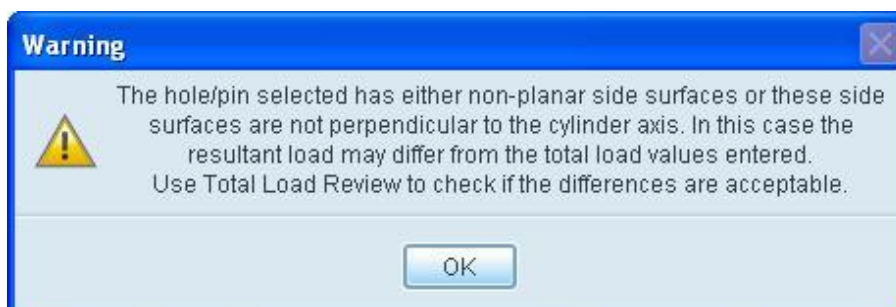 Warning
The hole/pin selected has either non-planar side surfaces or these side
surfaces are not perpendicular to the cylinder axis. In this case the
resultant load may differ from the total load values entered.
Use Total Load Review to check if the differences are acceptable.
OK